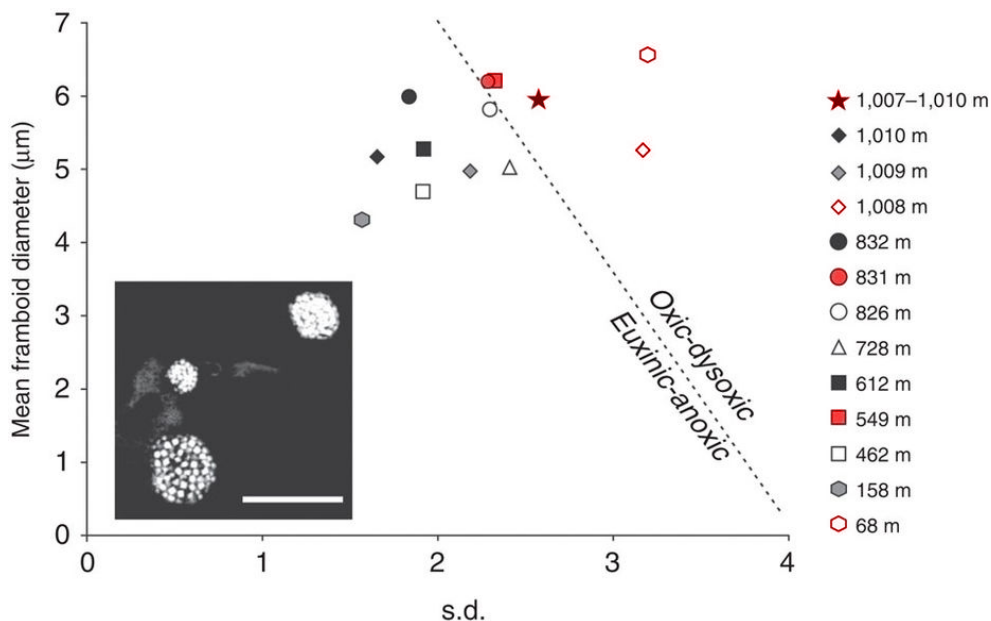 7
6
5
4
3
2
1
0
Mean framboid diameter (μm)
0
1
2
3
4
s.d.
Oxic-dysoxic
Euxinic-anoxic
1,007–1,010 m
1,010 m
1,009 m
1,008 m
832 m
831 m
826 m
728 m
612 m
549 m
462 m
158 m
68 m